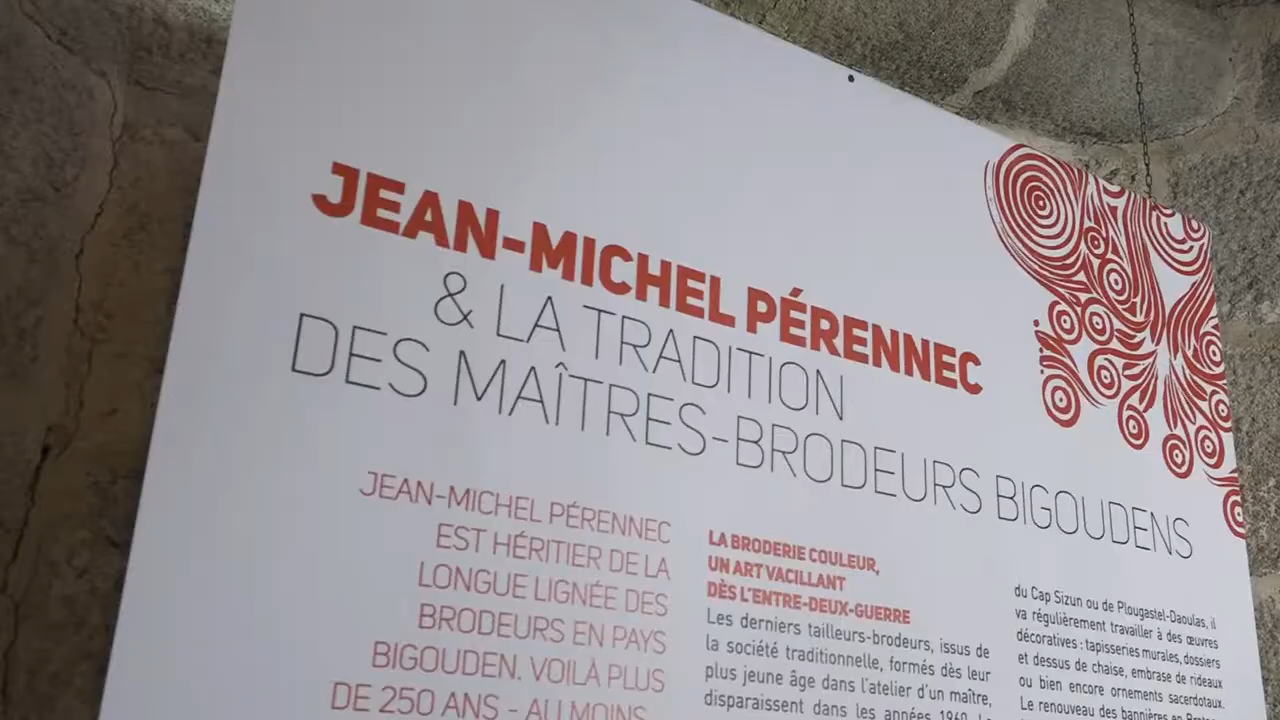 JEAN-MICHEL PÉRENNEC
& LA TRADITION
DES MAÎTRES-BRODEURS BIGOUDENS
JEAN-MICHEL PÉRENNEC
EST HÉRITIER DE LA
LONGUE LIGNÉE DES
BRODEURS EN PAYS
BIGOUDEN. VOILÀ PLUS
DE 250 ANS - AU MOINS
LA BRODERIE COULEUR,
UN ART VACILLANT
DÈS L'ENTRE-DEUX-GUERRE
Les derniers tailleurs-brodeurs, issus de
la société traditionnelle, formés dès leur
plus jeune âge dans l'atelier d'un maître,
disparaissent dans les années 1960.
du Cap Sizun ou de Plougastel-Daoulas, il
va régulièrement travailler à des œuvres
décoratives : tapisseries murales, dossiers
et dessus de chaise, embrase de rideaux
ou bien encore ornements sacerdotaux.
Le renouveau des bannières en